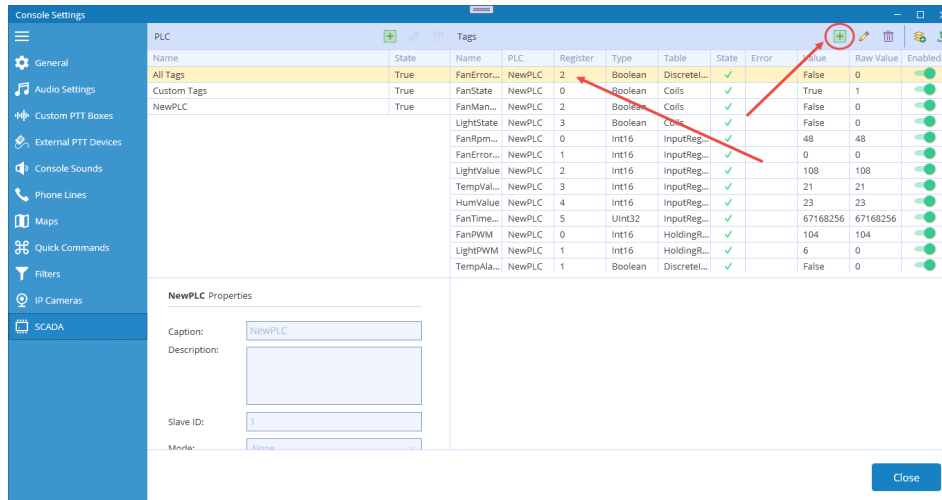 Console Settings
General
Audio Settings
Custom PTT Boxes
External PTT Devices
Console Sounds
Phone Lines
Maps
Quick Commands
Filters
IP Cameras
SCADA
PLC
Name State
All Tags True
Custom Tags True
NewPLC True
Tags
Name PLC Register Type Table State Error Value Raw Value Enabled
FanError... NewPLC 2 Boolean DiscreteI... False 0
FanState NewPLC 0 Boolean Coils True 1
FanMan... NewPLC 2 Boolean Coils False 0
LightState NewPLC 3 Boolean Coils False 0
FanRpm... NewPLC 0 Int16 InputReg... 48 48
FanError... NewPLC 1 Int16 InputReg... 0 0
LightValue NewPLC 2 Int16 InputReg... 108 108
TempVal... NewPLC 3 Int16 InputReg... 21 21
HumValue NewPLC 4 Int16 InputReg... 23 23
FanTime... NewPLC 5 UInt32 InputReg... 67168256 67168256
FanPWM NewPLC 0 Int16 HoldingR... 104 104
LightPWM NewPLC 1 Int16 HoldingR... 6 0
TempAla... NewPLC 1 Boolean DiscreteI... False 0
NewPLC Properties
Caption: NewPLC
Description:
Slave ID: 1
Mode: None
Close